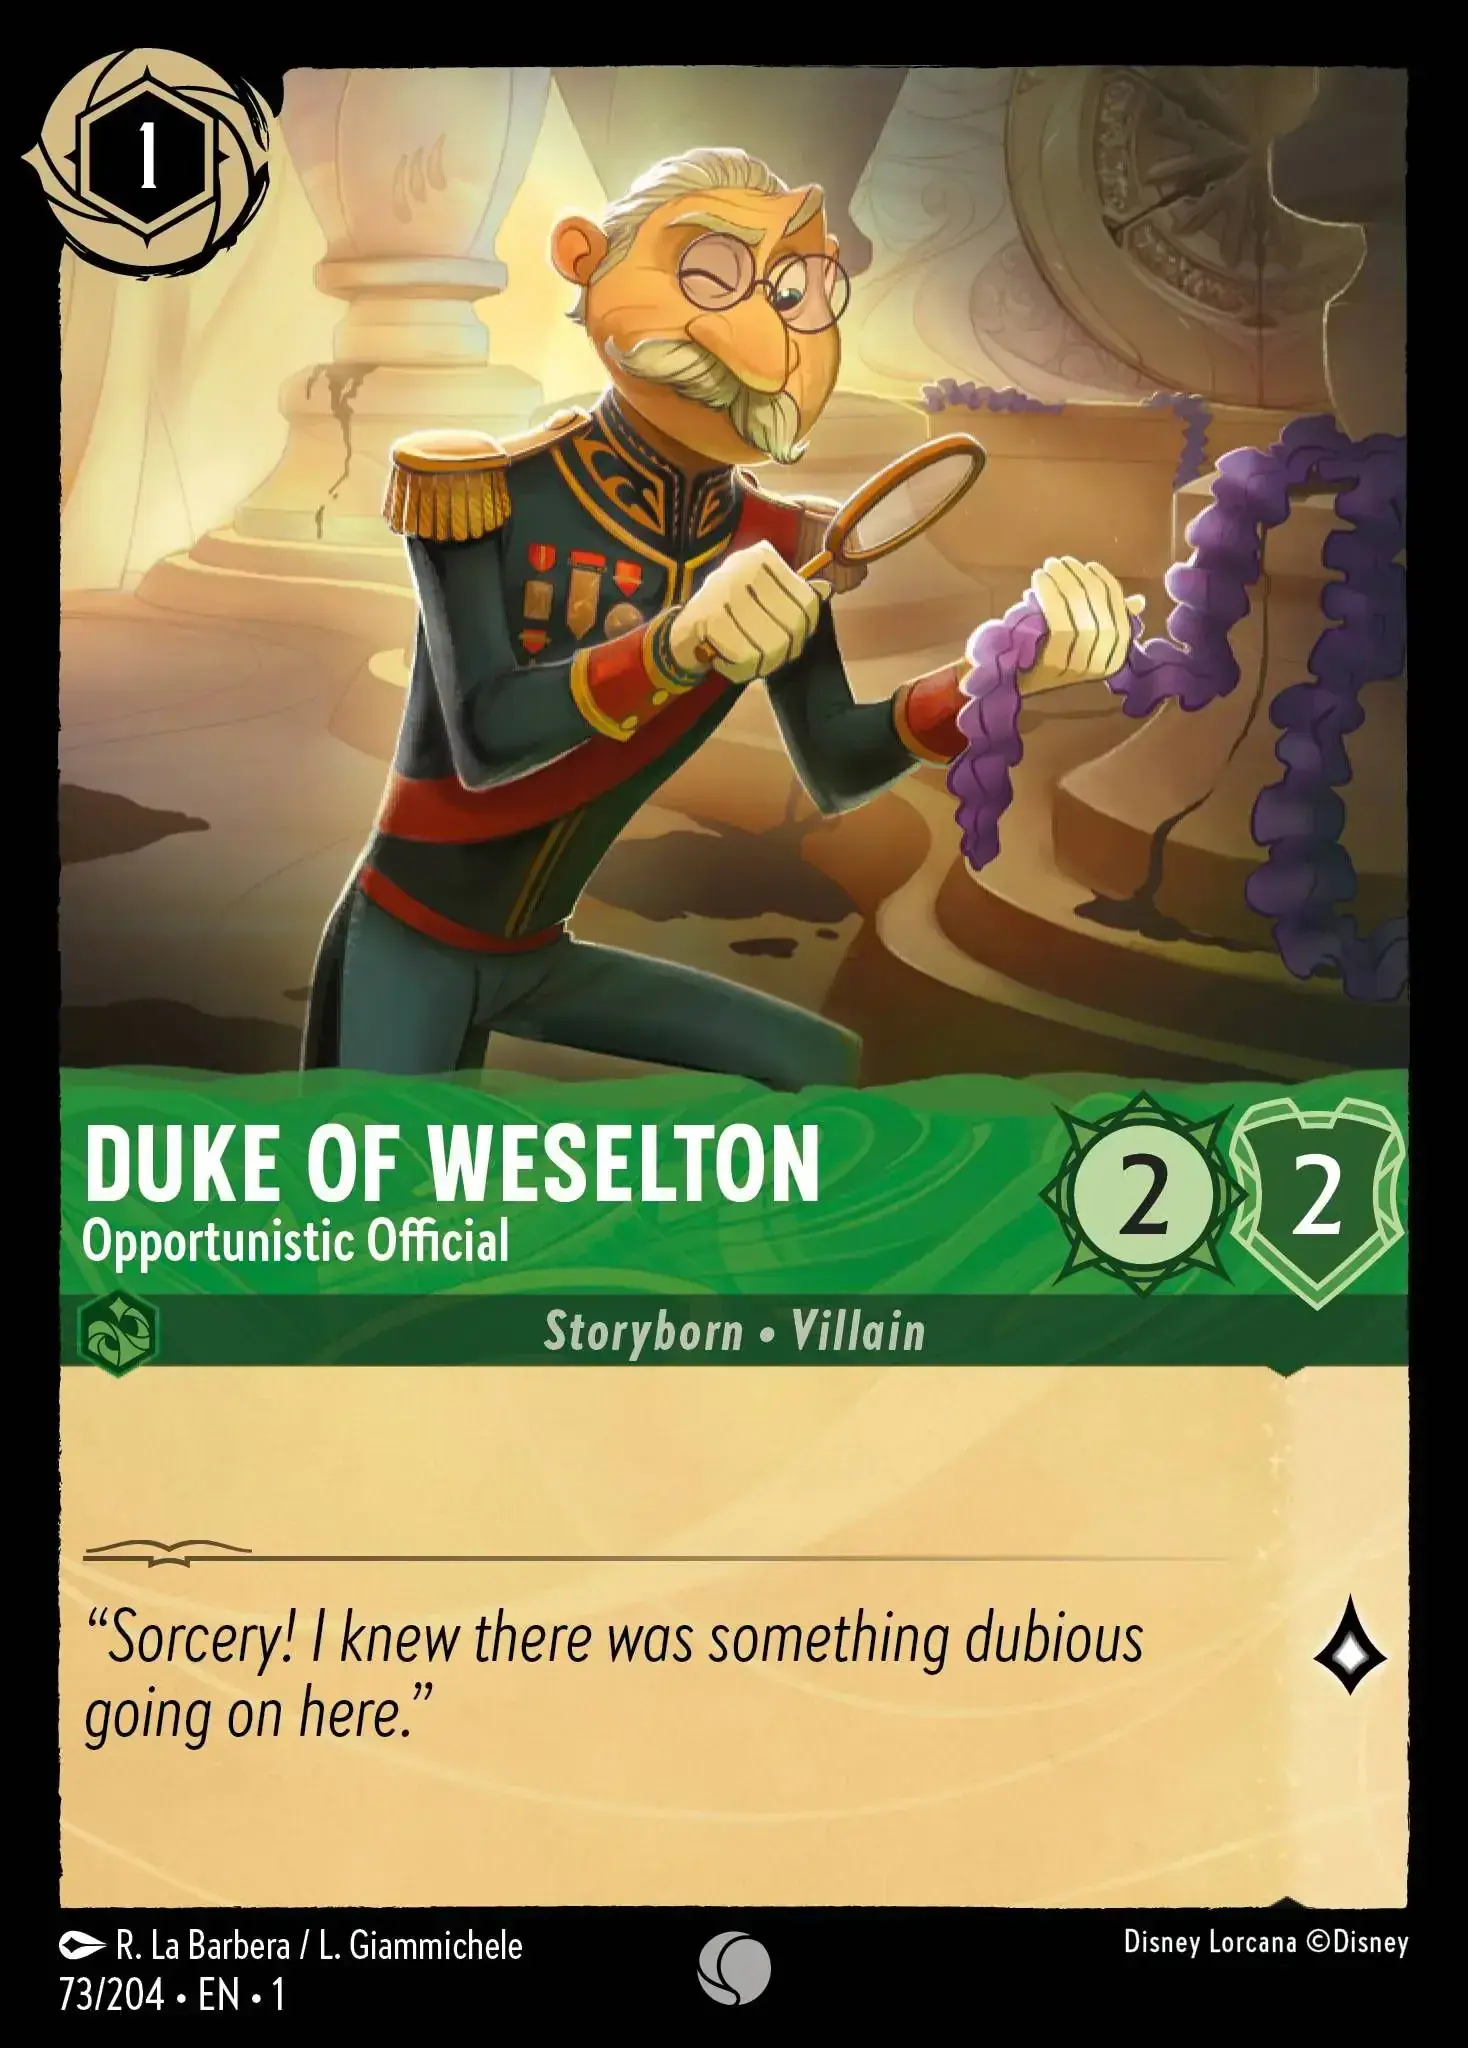 1
DUKE OF WESELTON
Opportunistic Official
2
2
Storyborn • Villain
“Sorcery! I knew there was something dubious
going on here.”
R. La Barbera / L. Giammichele
Disney Lorcana ©Disney
73/204 • EN • 1